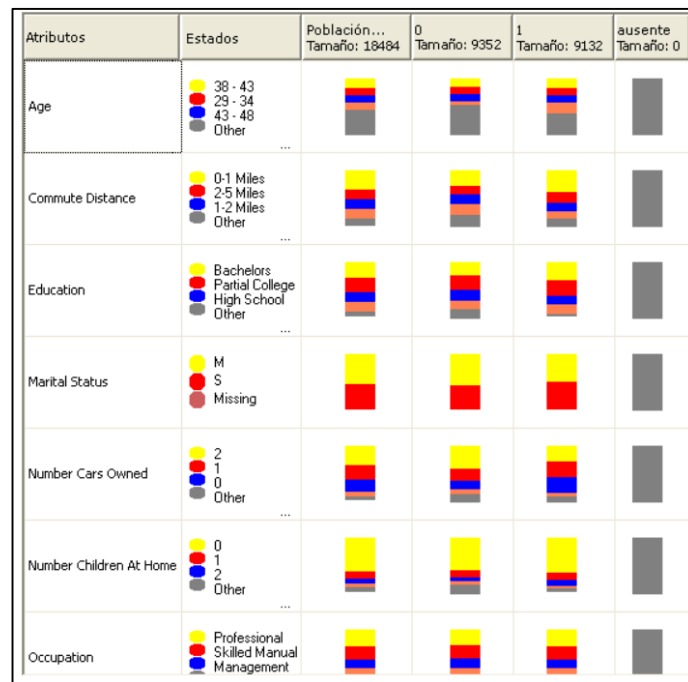 Atributos
Estados
Población...
Tamaño: 18484
0
Tamaño: 9352
1
Tamaño: 9132
ausente
Tamaño: 0
Age
38 - 43
29 - 34
43 - 48
Other
...
Commute Distance
0-1 Miles
2-5 Miles
1-2 Miles
Other
...
Education
Bachelors
Partial College
High School
Other
...
Marital Status
M
S
Missing
Number Cars Owned
2
1
0
Other
...
Number Children At Home
0
1
2
Other
...
Occupation
Professional
Skilled Manual
Management